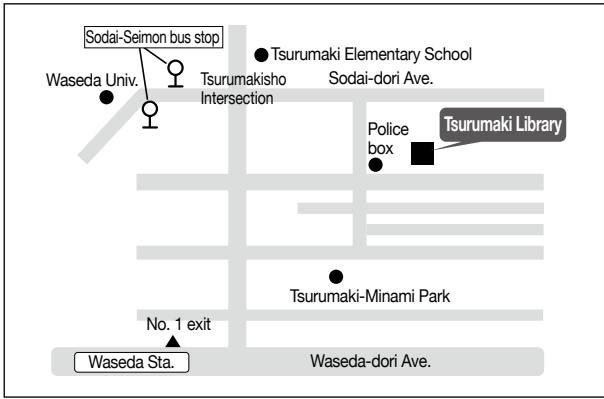 Sodai-Seimon bus stop
Tsurumaki Elementary School
Waseda Univ.
Tsurumakisho
Intersection
Sodai-dori Ave.
Police
box
Tsurumaki Library
Tsurumaki-Minami Park
No. 1 exit
Waseda Sta.
Waseda-dori Ave.